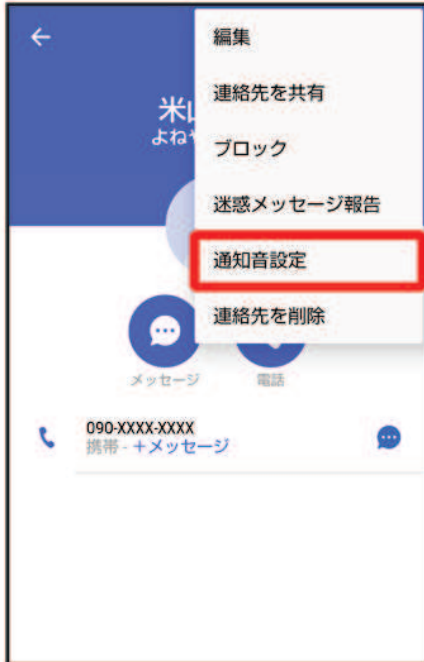 編集
連絡先を共有
米
よね
ブロック
迷惑メッセージ報告
通知音設定
連絡先を削除
メッセージ
電話
090-XXXX-XXXX
携帯 - +メッセージ